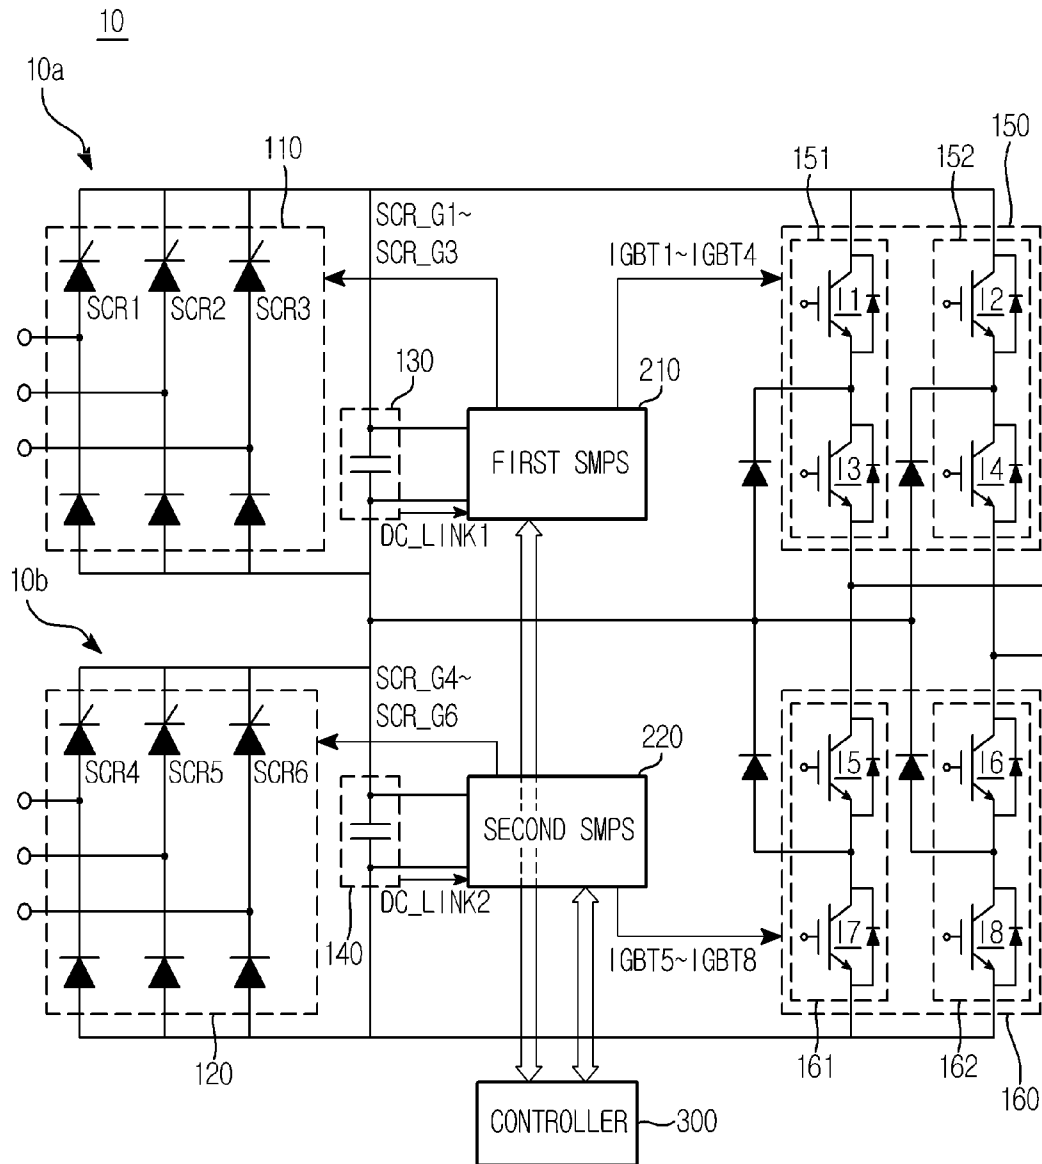 10
10a
110
SCR_G1~
SCR_G3
SCR1
SCR2
SCR3
130
210
FIRST SMPS
DC_LINK1
IGBT1~IGBT4
151
152
150
I1
I2
I3
I4
10b
SCR_G4~
SCR_G6
SCR4
SCR5
SCR6
220
SECOND SMPS
DC_LINK2
140
120
IGBT5~IGBT8
I5
I6
I7
I8
161
162
160
CONTROLLER
300